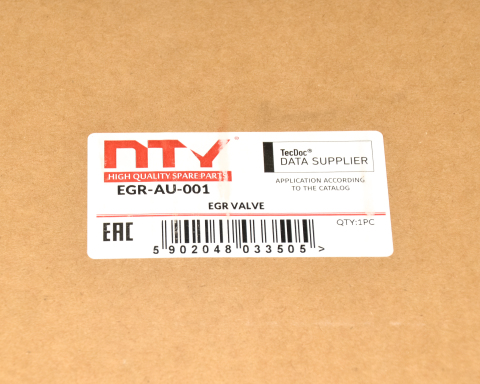 NTY®
HIGH QUALITY SPARE PARTS
EGR-AU-001
TecDoc®
DATA SUPPLIER
APPLICATION ACCORDING
TO THE CATALOG
EGR VALVE
EAC
QTY:1PC
5 902048 033505 >